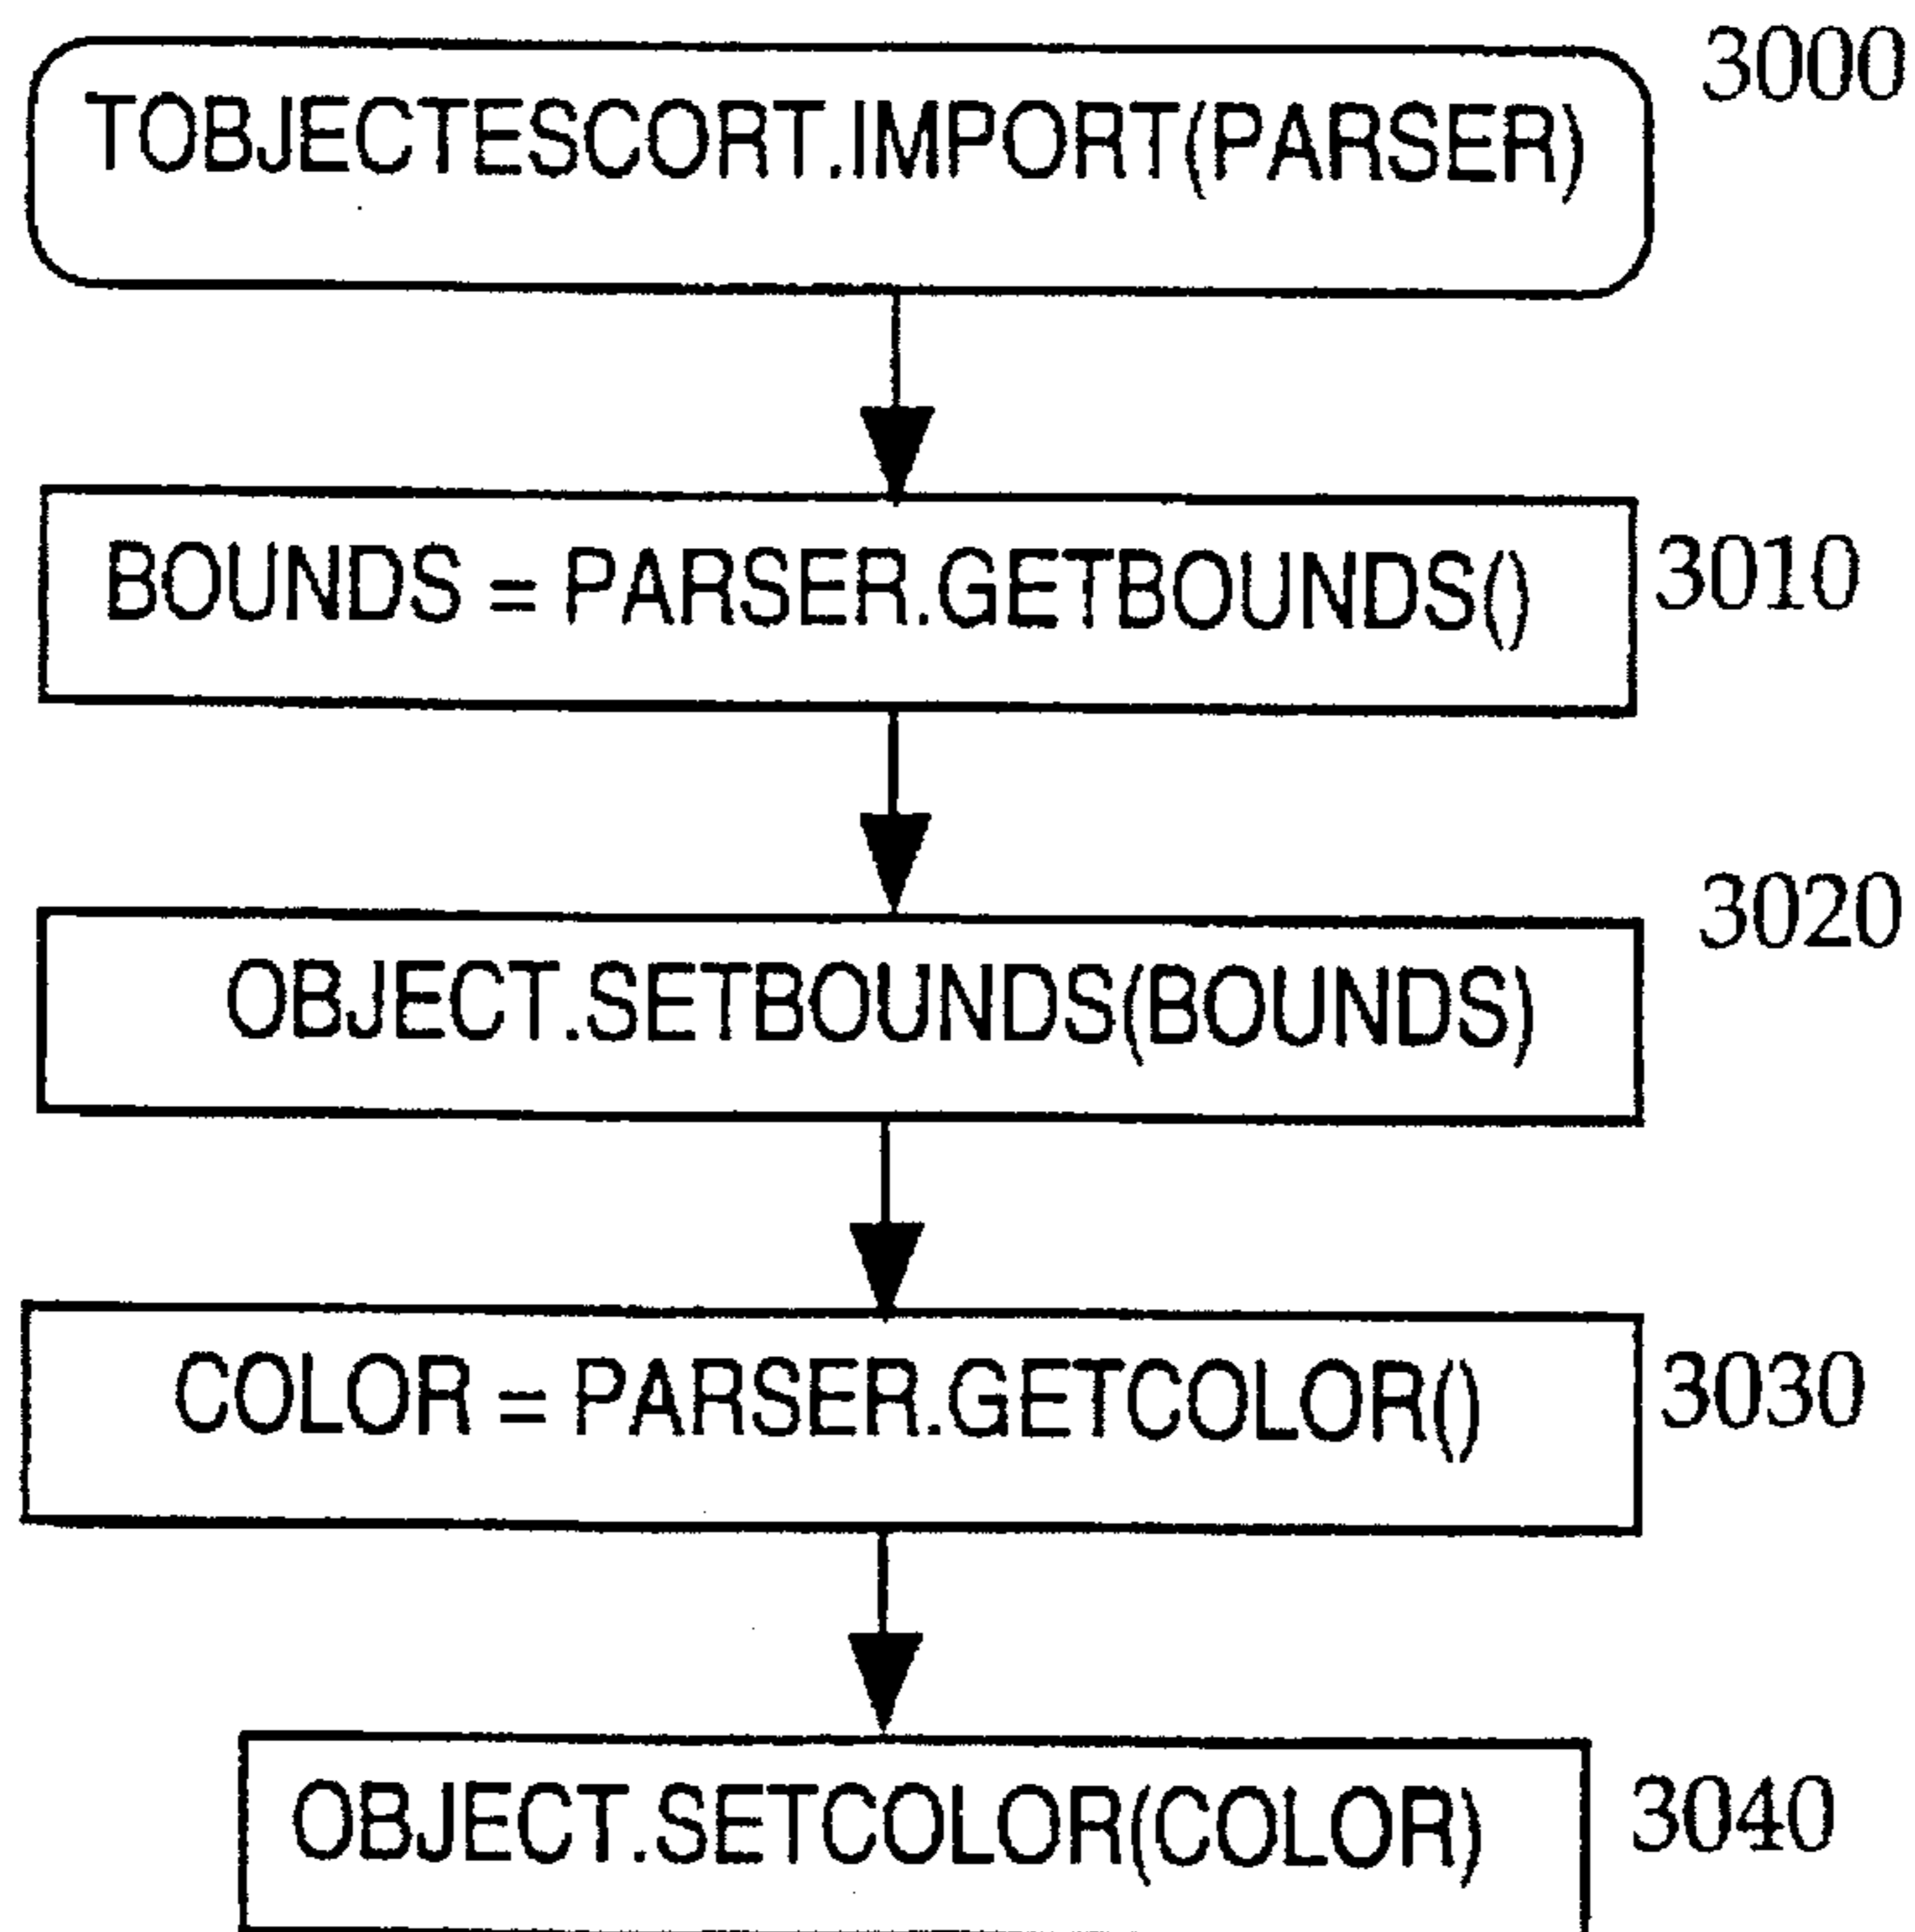 3000
TOBJECTESCORT.IMPORT(PARSER)
BOUNDS = PARSER.GETBOUNDS()
3010
3020
OBJECT.SETBOUNDS(BOUNDS)
COLOR = PARSER.GETCOLOR()
3030
OBJECT.SETCOLOR(COLOR)
3040